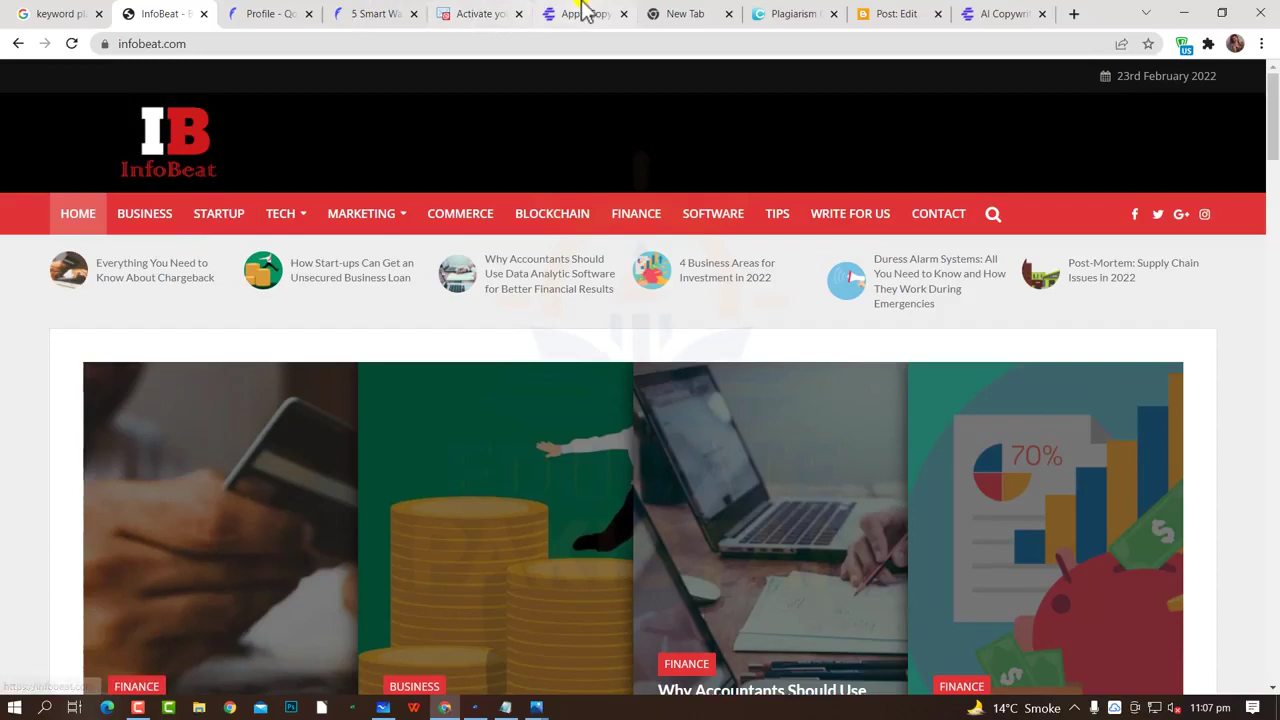 keyword pl
InfoBeat - B
Profile - Qu
5 Smart Wa
Activate yo
App
opy
New Tab
Plagiarism C
Post: Edit
AI Copywri
infobeat.com
US
23rd February 2022
IB
InfoBeat
HOME
BUSINESS
STARTUP
TECH
MARKETING
COMMERCE
BLOCKCHAIN
FINANCE
SOFTWARE
TIPS
WRITE FOR US
CONTACT
Everything You Need to
Know About Chargeback
How Start-ups Can Get an
Unsecured Business Loan
Why Accountants Should
Use Data Analytic Software
for Better Financial Results
4 Business Areas for
Investment in 2022
Duress Alarm Systems: All
You Need to Know and How
They Work During
Emergencies
Post-Mortem: Supply Chain
Issues in 2022
70%
FINANCE
Why Accountants Should Use
FINANCE
BUSINESS
FINANCE
https://infobeat.co
14°C Smoke
11:07 pm